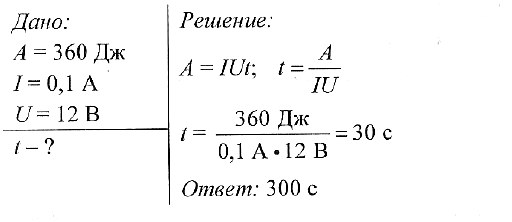 Дано:
A = 360 Дж
I = 0,1 А
U = 12 В
t – ?
Решение:
A = IUt; t = A / IU
t = 360 Дж / 0,1 А • 12 В = 30 с
Ответ: 300 с